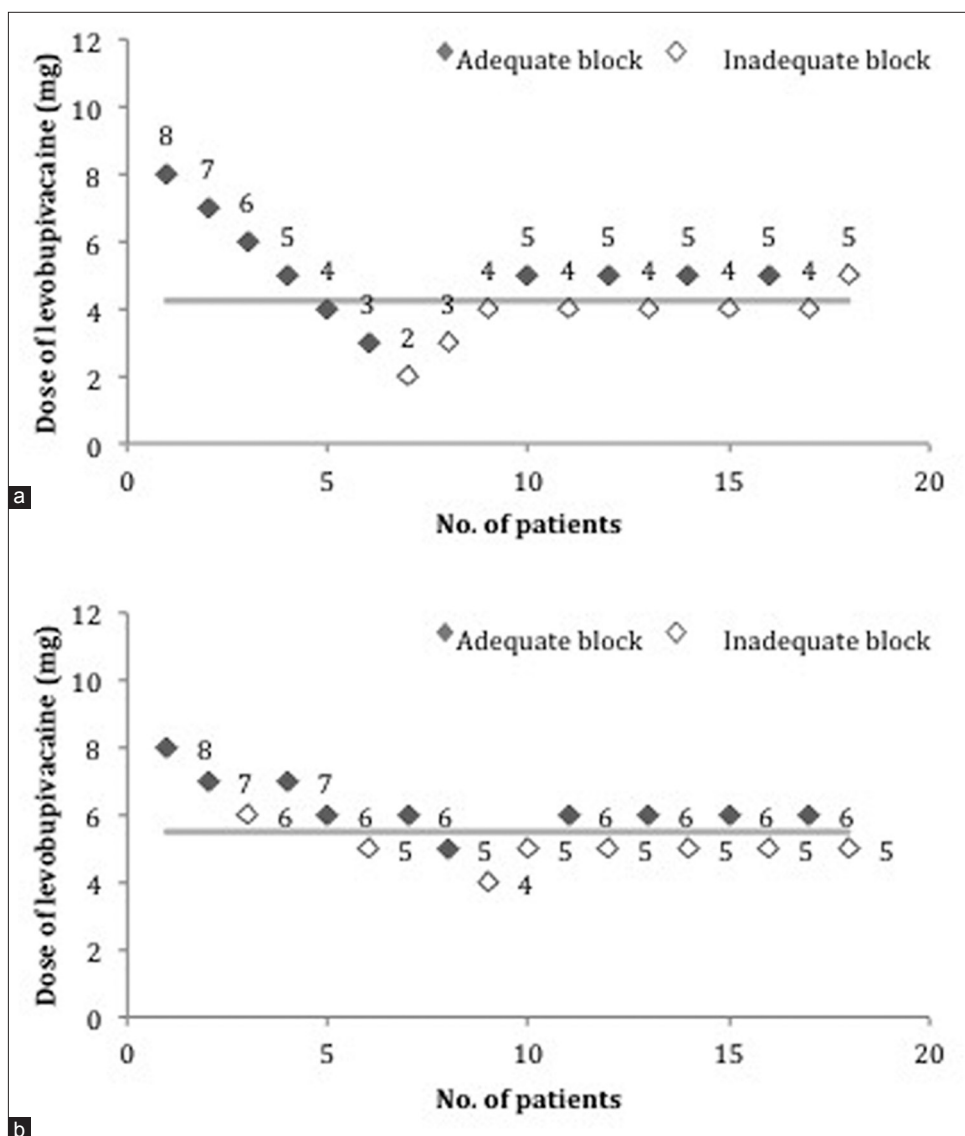 12
◆Adequate block ◇ Inadequate block
10
8
7
8
6
6
5 5 5 5 5 5
4 4 4 4 4 4
4
3 3
2
2
0
0 5 10 15 20
Dose of levobupivacaine (mg)
No. of patients
a
12
◆Adequate block ◇ Inadequate block
10
8
8
7 7
6
6 6 6 6 6 6 6
5 5 5 5 5 5 5
4
4
2
0
0 5 10 15 20
Dose of levobupivacaine (mg)
No. of patients
b